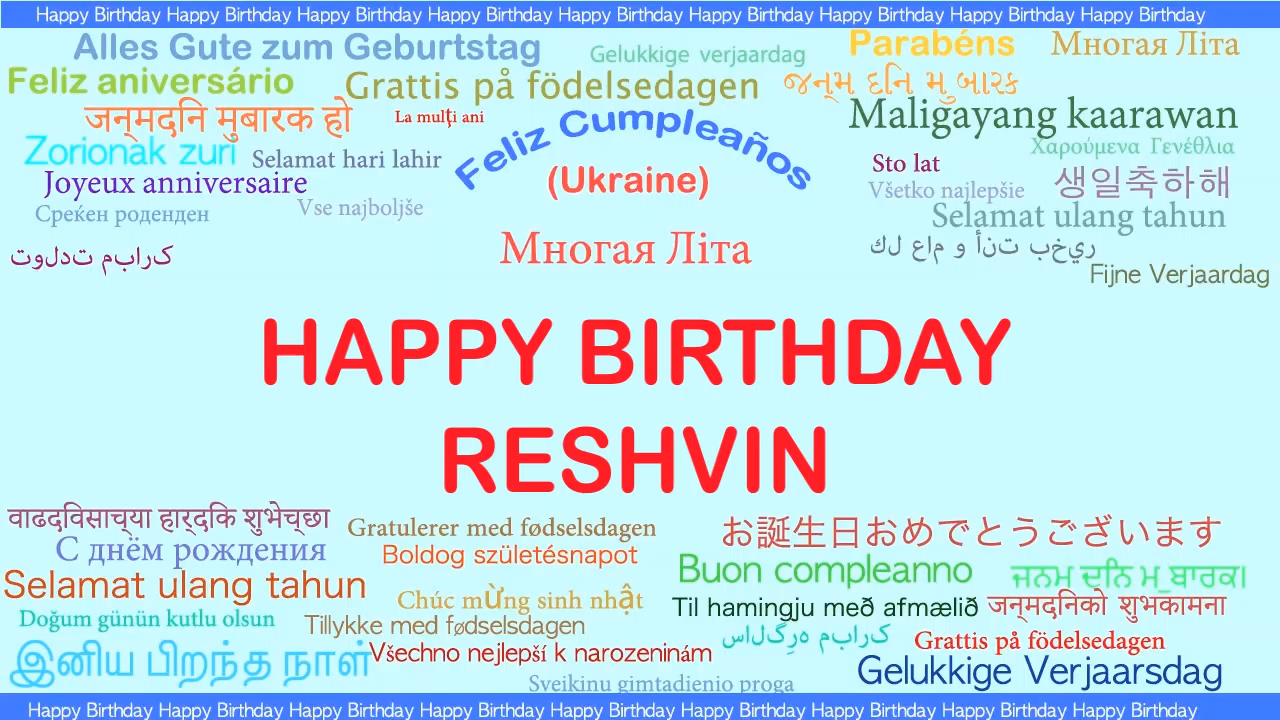 Happy Birthday Happy Birthday Happy Birthday Happy Birthday Happy Birthday Happy Birthday Happy Birthday Happy Birthday Happy Birthday
Alles Gute zum Geburtstag
Gelukkige verjaardag
Parabéns
Многая Літа
Feliz aniversário
Grattis på födelsedagen
જન્મ દિન મુબારક
जन्मदिन मुबारक हो
La mulţi ani
Feliz Cumpleaños
Maligayang kaarawan
Zorionak zuri
Selamat hari lahir
Χαρούμενα Γενέθλια
Sto lat
Joyeux anniversaire
(Ukraine)
Všetko najlepšie
생일축하해
Среќен роденден
Vse najboljše
Selamat ulang tahun
Многая Літа
تولدت مبارک
كل عام و أنت بخير
Fijne Verjaardag
HAPPY BIRTHDAY
RESHVIN
वाढदिवसाच्या हार्दिक शुभेच्छा
Gratulerer med fødselsdagen
お誕生日おめでとうございます
С днём рождения
Boldog születésnapot
Buon compleanno
ਜਨਮ ਦਿਨ ਮੁਬਾਰਕ।
Selamat ulang tahun
Chúc mừng sinh nhật
Til hamingju með afmælið
जन्मदिनको शुभकामना
Doğum günün kutlu olsun
Tillykke med fødselsdagen
سالگرہ مبارک
Grattis på födelsedagen
இனிய பிறந்த நாள்
Všechno nejlepší k narozeninám
Gelukkige Verjaarsdag
Sveikinu gimtadienio proga
Happy Birthday Happy Birthday Happy Birthday Happy Birthday Happy Birthday Happy Birthday Happy Birthday Happy Birthday Happy Birthday